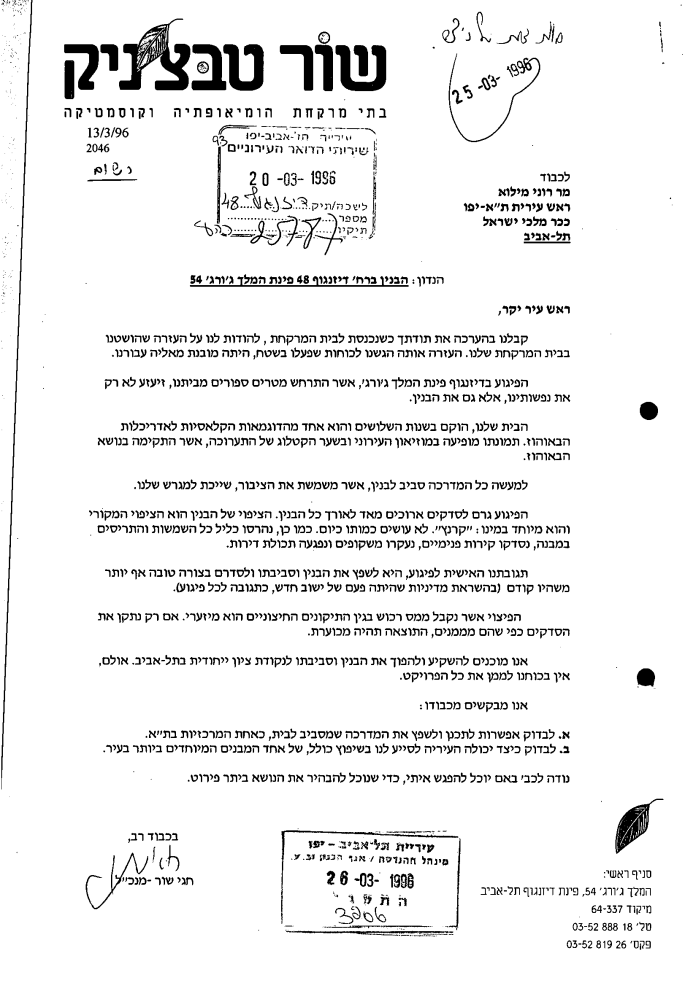 שור טבצ'ניק
בתי מרקחת הומיאופתיה וקוסמטיקה
25-03-1996
13/3/96
2046
רשום
עירית תל-אביב-יפו
שירותי הדואר העירוניים
20-03-1996
לשכה/תיק דיזנגוף 48
מספר
תיקיון
לכבוד
מר רוני מילוא
ראש עירית ת"א-יפו
ככר מלכי ישראל
תל-אביב
הנדון: הבנין ברח' דיזנגוף 48 פינת המלך ג'ורג' 54
ראש עיר יקר,
קבלנו בהערכה את תודתך כשנכנסת לבית המרקחת, להודות לנו על העזרה שהושטנו
בבית המרקחת שלנו. העזרה אותה הגשנו לכוחות שפעלו בשטח, היתה מובנת מאליה עבורנו.
הפיגוע בדיזנגוף פינת המלך ג'ורג', אשר התרחש מטרים ספורים מביתנו, זיעזע לא רק
את נפשותינו, אלא גם את הבנין.
הבית שלנו, הוקם בשנות השלושים והוא אחד מהדוגמאות הקלאסיות לאדריכלות
הבאוהוז. תמונתו מופיעה במוזיאון העירוני ובשער הקטלוג של התערוכה, אשר התקימה בנושא
הבאוהוז.
למעשה כל המדרכה סביב לבנין, אשר משמשת את הציבור, שייכת למגרש שלנו.
הפיגוע גרם לסדקים ארוכים מאד לאורך כל הבנין. הציפוי של הבנין הוא הציפוי המקורי
והוא מיוחד במינו: "קרנץ". לא עושים כמותו כיום. כמו כן, נהרסו כליל כל השמשות והתריסים
במבנה, נסדקו קירות פנימיים, נעקרו משקופים ונפגעה תכולת דירות.
תגובתנו האישית לפיגוע, היא לשפץ את הבנין וסביבתו ולסדרם בצורה טובה אף יותר
משהיו קודם (בהשראת מדיניות שהיתה פעם של ישוב חדש, כתגובה לכל פיגוע).
הפיצוי אשר נקבל ממס רכוש בגין התיקונים החיצוניים הוא מיזערי. אם רק נתקן את
הסדקים כפי שהם מממנים, התוצאה תהיה מכוערת.
אנו מוכנים להשקיע ולהפוך את הבנין וסביבתו לנקודת ציון ייחודית בתל-אביב. אולם,
אין בכוחנו לממן את כל הפרויקט.
אנו מבקשים מכבודו:
א. לבדוק אפשרות לתכנן ולשפץ את המדרכה שמסביב לבית, כאחת המרכזיות בת"א.
ב. לבדוק כיצד יכולה העיריה לסייע לנו בשיפוץ כולל, של אחד המבנים המיוחדים ביותר בעיר.
נודה לכב' באם יוכל להפגש איתי, כדי שנוכל להבהיר את הנושא ביתר פירוט.
בכבוד רב,
חגי שור -מנכ"ל
עיריית תל-אביב - יפו
מינהל ההנדסה / אגף תכנון וב.ע.
26-03-1996
3906
סניף ראשי:
המלך ג'ורג' 54, פינת דיזנגוף תל-אביב
מיקוד 64-337
טל' 03-52 888 18
פקס' 03-52 819 26